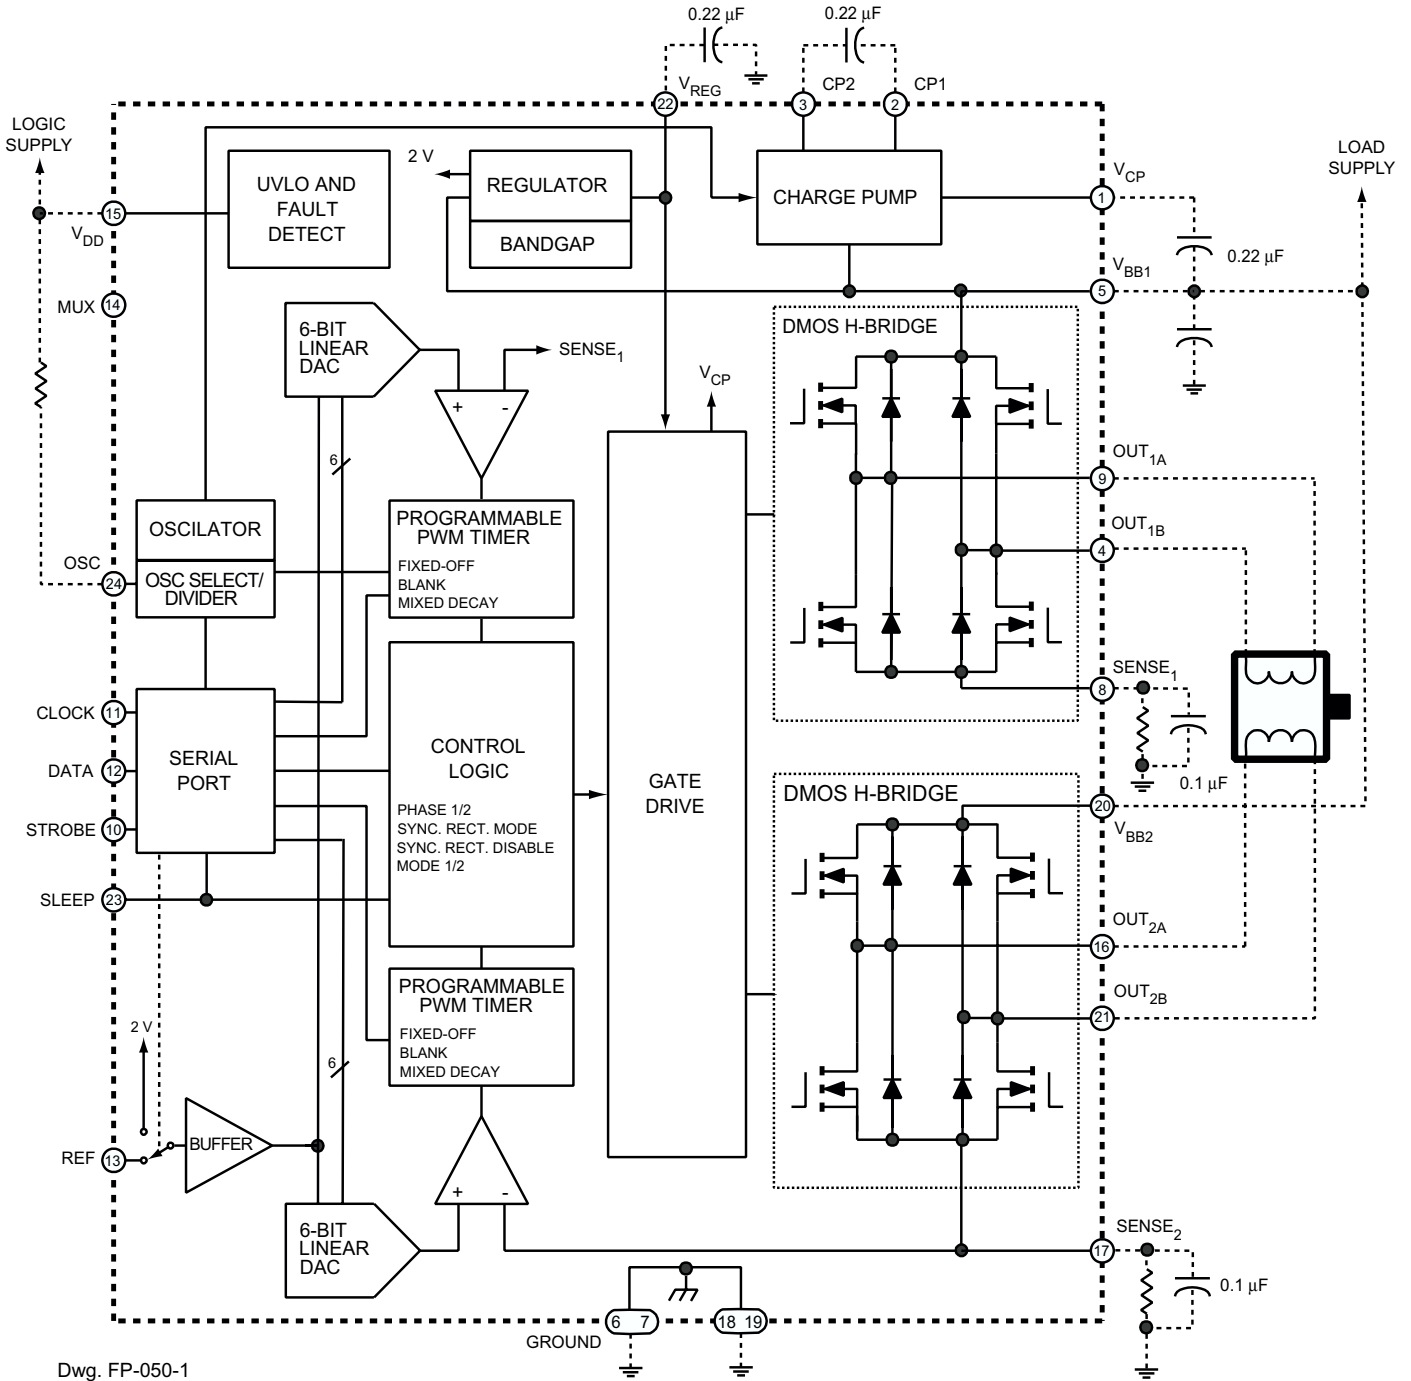 0.22 µF
0.22 µF
VREG
CP2
CP1
22
3
2
LOGIC
SUPPLY
LOAD
SUPPLY
UVLO AND
FAULT
DETECT
2 V
REGULATOR
BANDGAP
CHARGE PUMP
VCP
1
15
VDD
0.22 µF
VBB1
5
MUX
14
6-BIT
LINEAR
DAC
SENSE1
+
-
VCP
DMOS H-BRIDGE
6
OUT1A
9
OUT1B
4
OSCILATOR
OSC SELECT/
DIVIDER
OSC
24
PROGRAMMABLE
PWM TIMER
FIXED-OFF
BLANK
MIXED DECAY
SENSE1
8
0.1 µF
CLOCK
11
DATA
12
STROBE
10
SLEEP
23
SERIAL
PORT
CONTROL
LOGIC
PHASE 1/2
SYNC. RECT. MODE
SYNC. RECT. DISABLE
MODE 1/2
GATE
DRIVE
DMOS H-BRIDGE
20
VBB2
OUT2A
16
OUT2B
21
PROGRAMMABLE
PWM TIMER
FIXED-OFF
BLANK
MIXED DECAY
2 V
6
REF
13
BUFFER
+
-
6-BIT
LINEAR
DAC
SENSE2
17
0.1 µF
GROUND
6 7
18 19
Dwg. FP-050-1